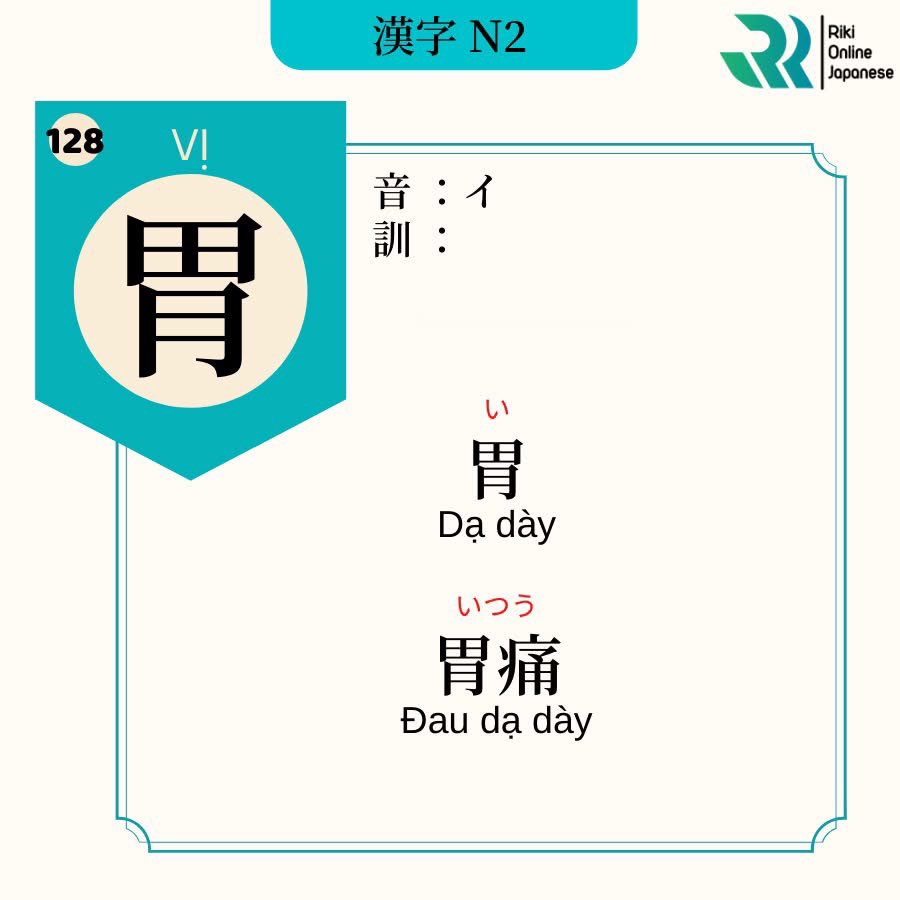 漢字 N2
Riki
Online
Japanese
128
VỊ
胃
音 ：イ
訓 ：
い
胃
Dạ dày
いつう
胃痛
Đau dạ dày